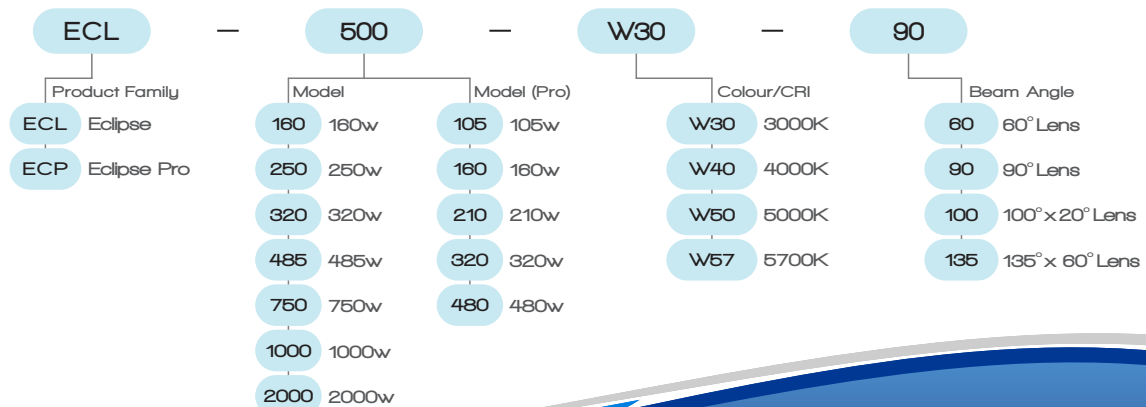 ECL — 500 — W30 — 90
Product Family Model Model (Pro) Colour/CRI Beam Angle
ECL Eclipse 160 160w 105 105w W30 3000K 60 60° Lens
ECP Eclipse Pro 250 250w 160 160w W40 4000K 90 90° Lens
320 320w 210 210w W50 5000K 100 100° x 20° Lens
485 485w 320 320w W57 5700K 135 135° x 60° Lens
750 750w 480 480w
1000 1000w
2000 2000w